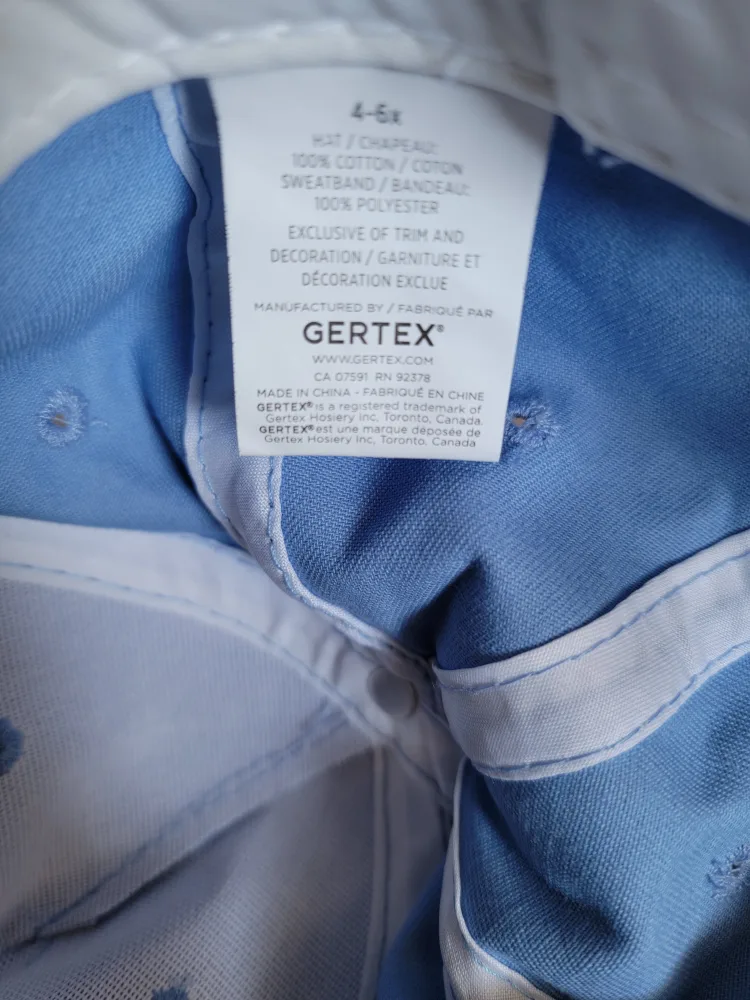 4-6x
HAT / CHAPEAU:
100% COTTON / COTON
SWEATBAND / BANDEAU:
100% POLYESTER
EXCLUSIVE OF TRIM AND
DECORATION / GARNITURE ET
DÉCORATION EXCLUE
MANUFACTURED BY / FABRIQUÉ PAR
GERTEX®
WWW.GERTEX.COM
CA 07591 RN 92378
MADE IN CHINA - FABRIQUÉ EN CHINE
GERTEX® is a registered trademark of
Gertex Hosiery Inc, Toronto, Canada.
GERTEX® est une marque déposée de
Gertex Hosiery Inc, Toronto, Canada